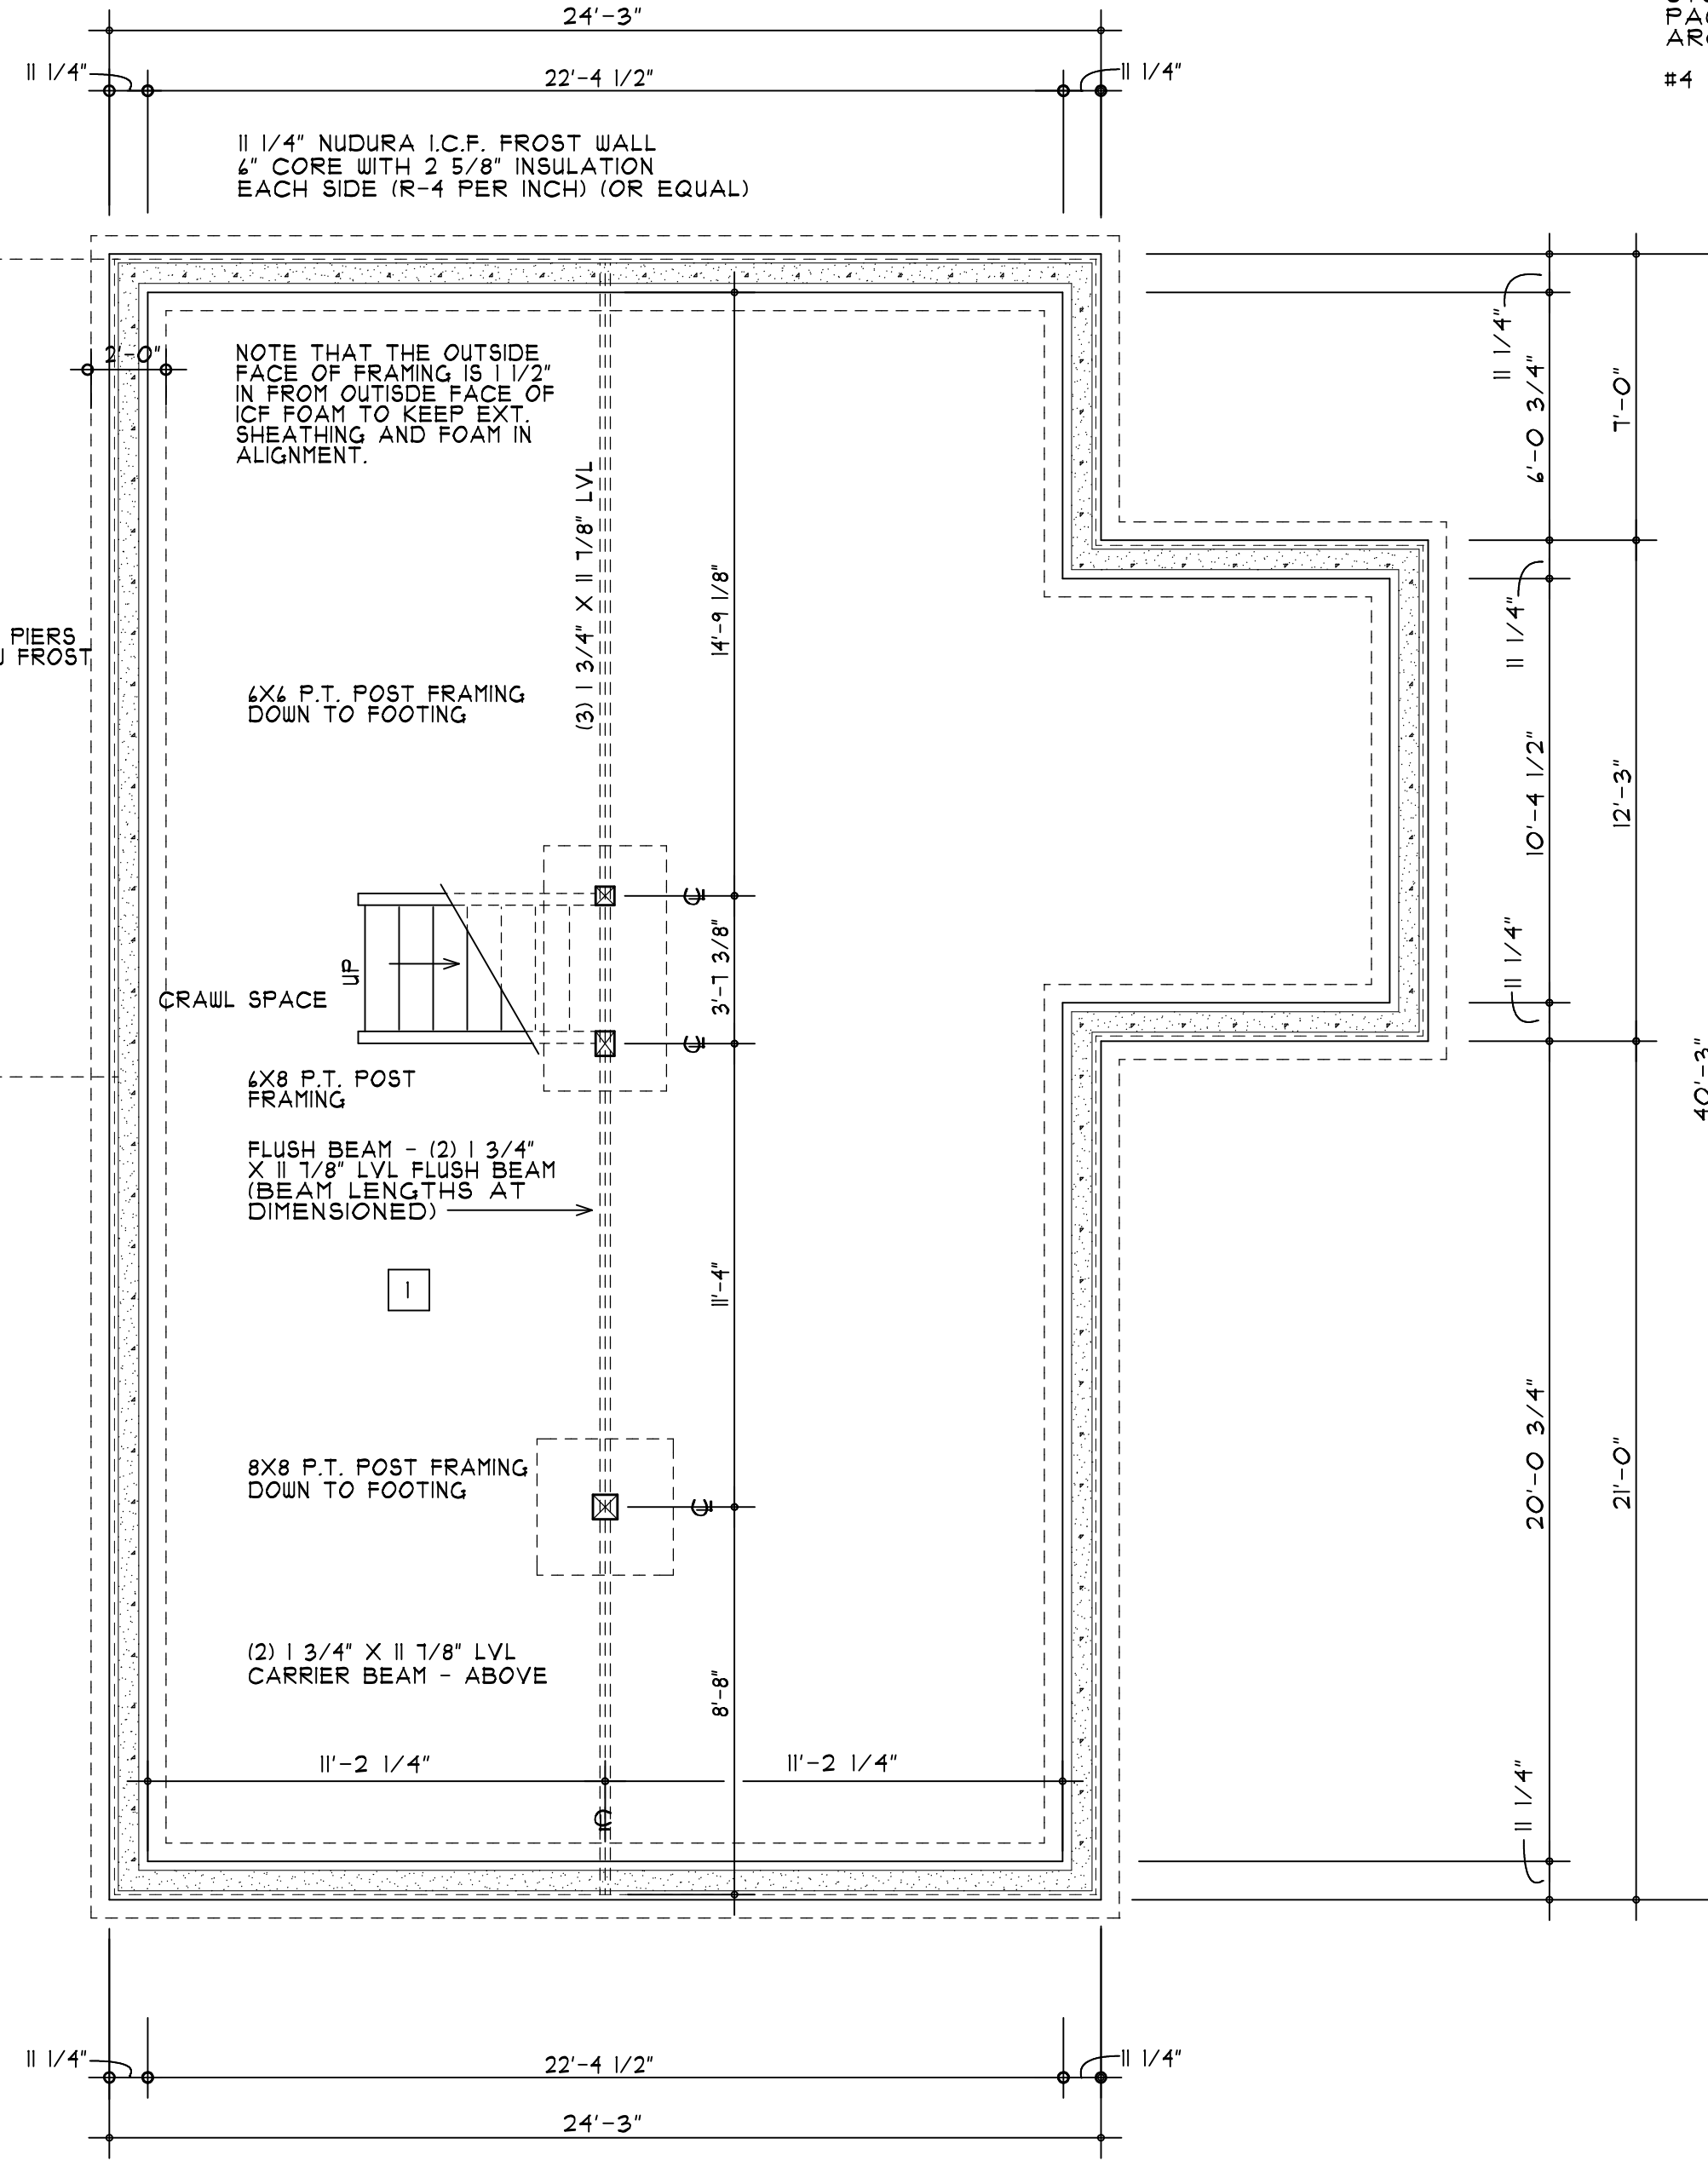 24'-3"
11 1/4"
22'-4 1/2"
11 1/4"
#4
11 1/4" NUDURA I.C.F. FROST WALL
6" CORE WITH 2 5/8" INSULATION
EACH SIDE (R-4 PER INCH) (OR EQUAL)
2'-0"
NOTE THAT THE OUTSIDE
FACE OF FRAMING IS 1 1/2"
IN FROM OUTISDE FACE OF
ICF FOAM TO KEEP EXT.
SHEATHING AND FOAM IN
ALIGNMENT.
(3) 1 3/4" X 11 7/8" LVL
14'-9 1/8"
11 1/4"
6'-0 3/4"
7'-0"
PIERS
FROST
6X6 P.T. POST FRAMING
DOWN TO FOOTING
11 1/4"
10'-4 1/2"
12'-3"
UP
CRAWL SPACE
3'-7 3/8"
11 1/4"
40'-3"
6X8 P.T. POST
FRAMING
FLUSH BEAM - (2) 1 3/4"
X 11 7/8" LVL FLUSH BEAM
(BEAM LENGTHS AT
DIMENSIONED)
1
11'-4"
20'-0 3/4"
21'-0"
8X8 P.T. POST FRAMING
DOWN TO FOOTING
(2) 1 3/4" X 11 7/8" LVL
CARRIER BEAM - ABOVE
8'-8"
11'-2 1/4"
11'-2 1/4"
11 1/4"
11 1/4"
22'-4 1/2"
11 1/4"
24'-3"